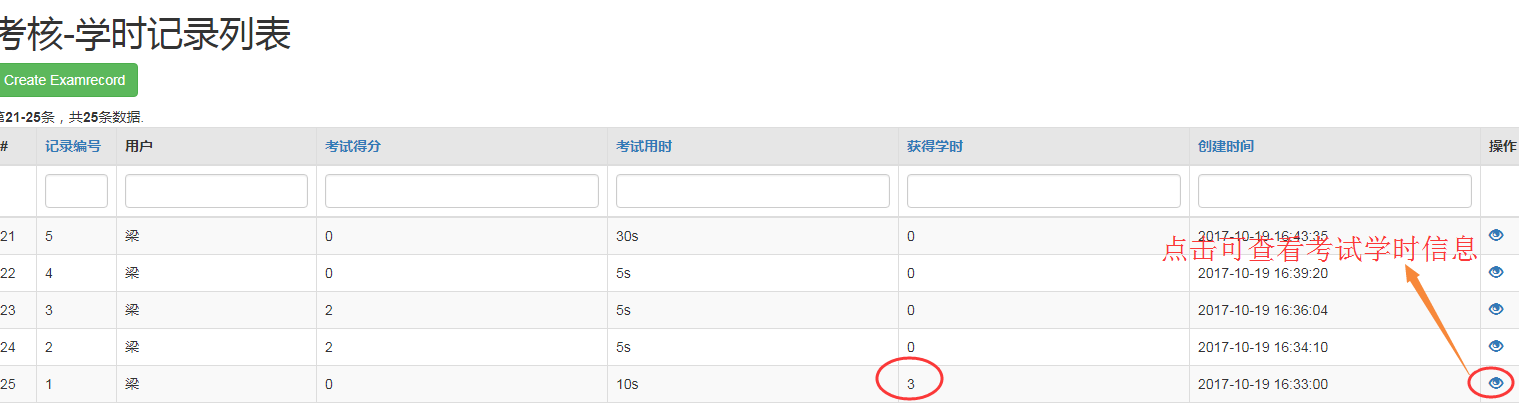 考核-学时记录列表
Create Examrecord
第21-25条，共25条数据.
# 记录编号 用户 考试得分 考试用时 获得学时 创建时间 操作
21 5 梁 0 30s 0 2017-10-19 16:43:35
点击可查看考试学时信息
22 4 梁 0 5s 0 2017-10-19 16:39:20
23 3 梁 2 5s 0 2017-10-19 16:36:04
24 2 梁 2 5s 0 2017-10-19 16:34:10
25 1 梁 0 10s 3 2017-10-19 16:33:00